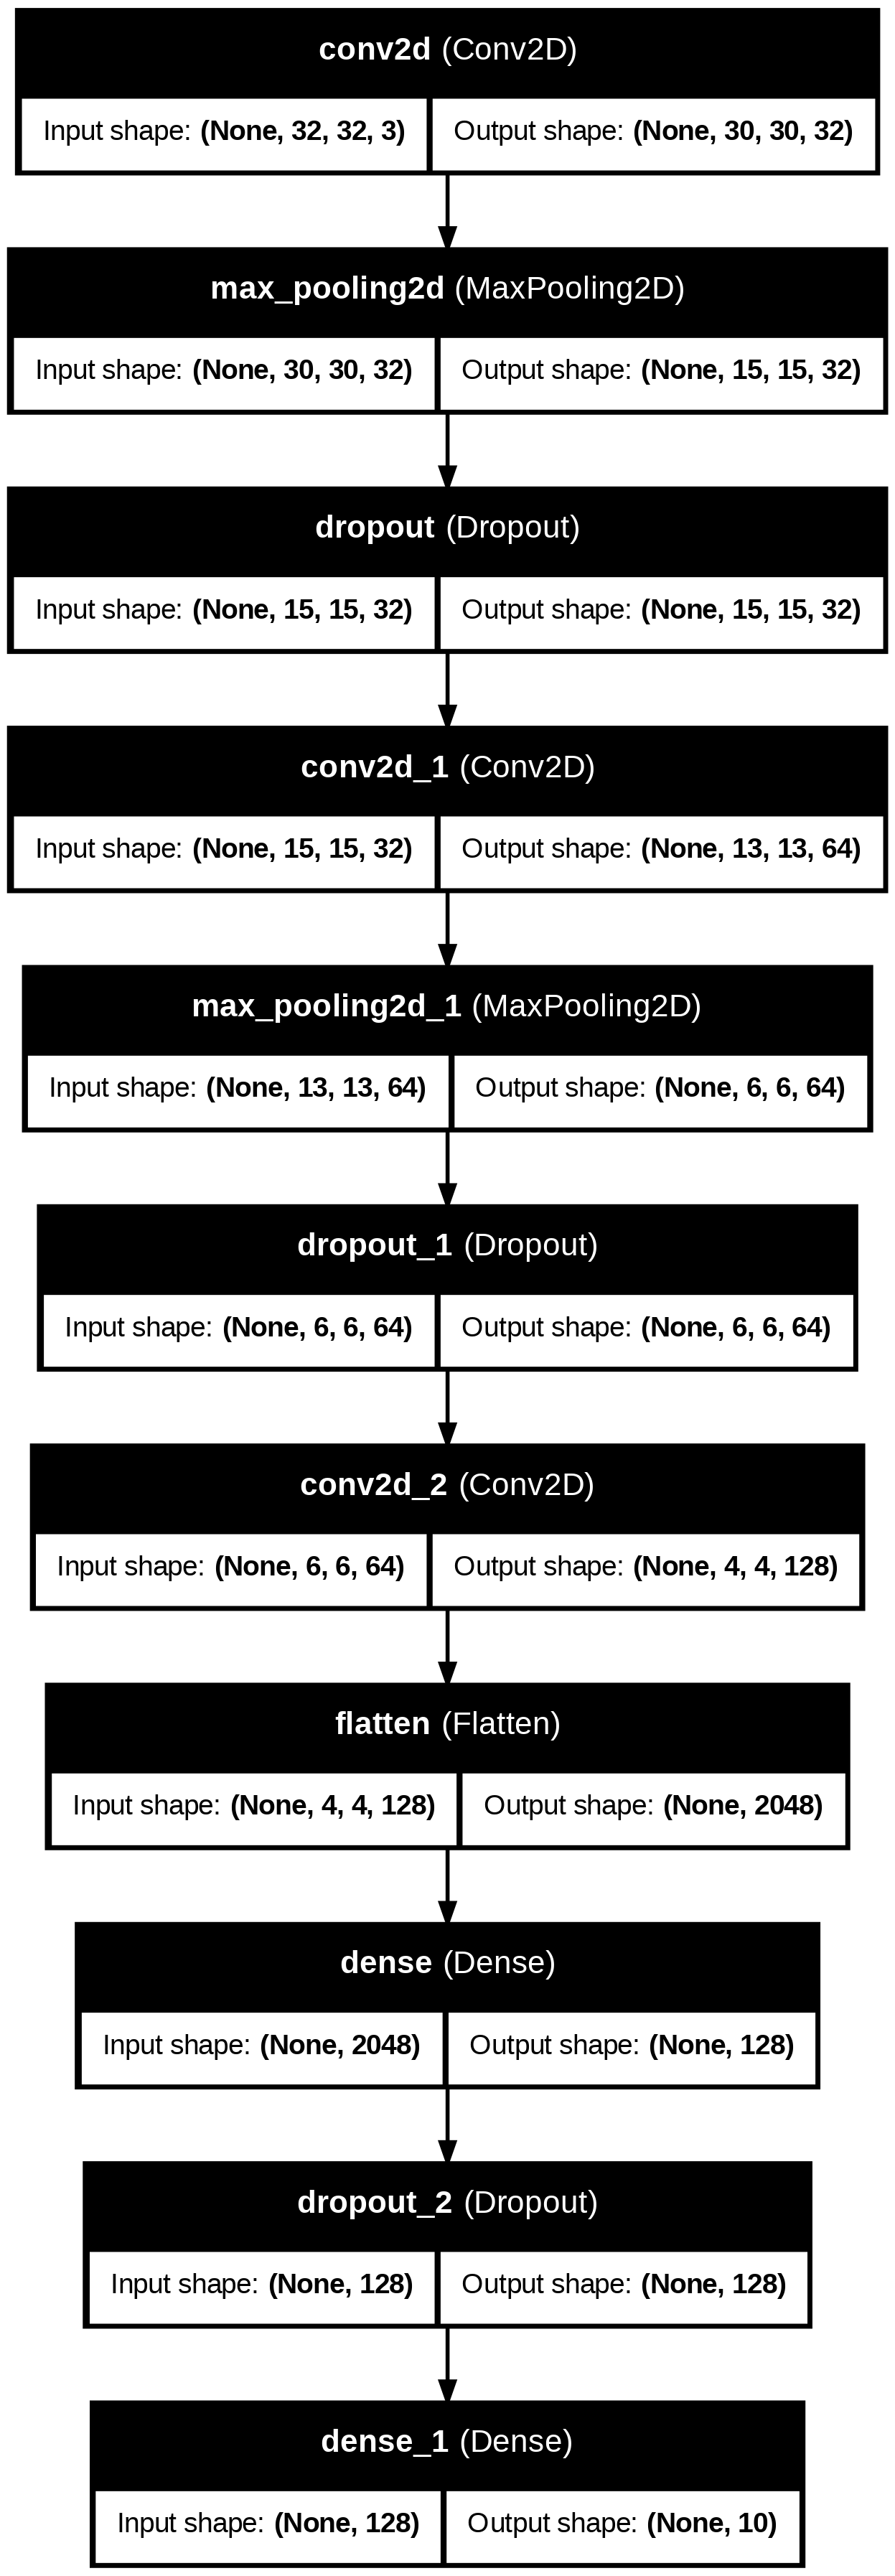 conv2d (Conv2D)
Input shape: (None, 32, 32, 3) Output shape: (None, 30, 30, 32)
max_pooling2d (MaxPooling2D)
Input shape: (None, 30, 30, 32) Output shape: (None, 15, 15, 32)
dropout (Dropout)
Input shape: (None, 15, 15, 32) Output shape: (None, 15, 15, 32)
conv2d_1 (Conv2D)
Input shape: (None, 15, 15, 32) Output shape: (None, 13, 13, 64)
max_pooling2d_1 (MaxPooling2D)
Input shape: (None, 13, 13, 64) Output shape: (None, 6, 6, 64)
dropout_1 (Dropout)
Input shape: (None, 6, 6, 64) Output shape: (None, 6, 6, 64)
conv2d_2 (Conv2D)
Input shape: (None, 6, 6, 64) Output shape: (None, 4, 4, 128)
flatten (Flatten)
Input shape: (None, 4, 4, 128) Output shape: (None, 2048)
dense (Dense)
Input shape: (None, 2048) Output shape: (None, 128)
dropout_2 (Dropout)
Input shape: (None, 128) Output shape: (None, 128)
dense_1 (Dense)
Input shape: (None, 128) Output shape: (None, 10)